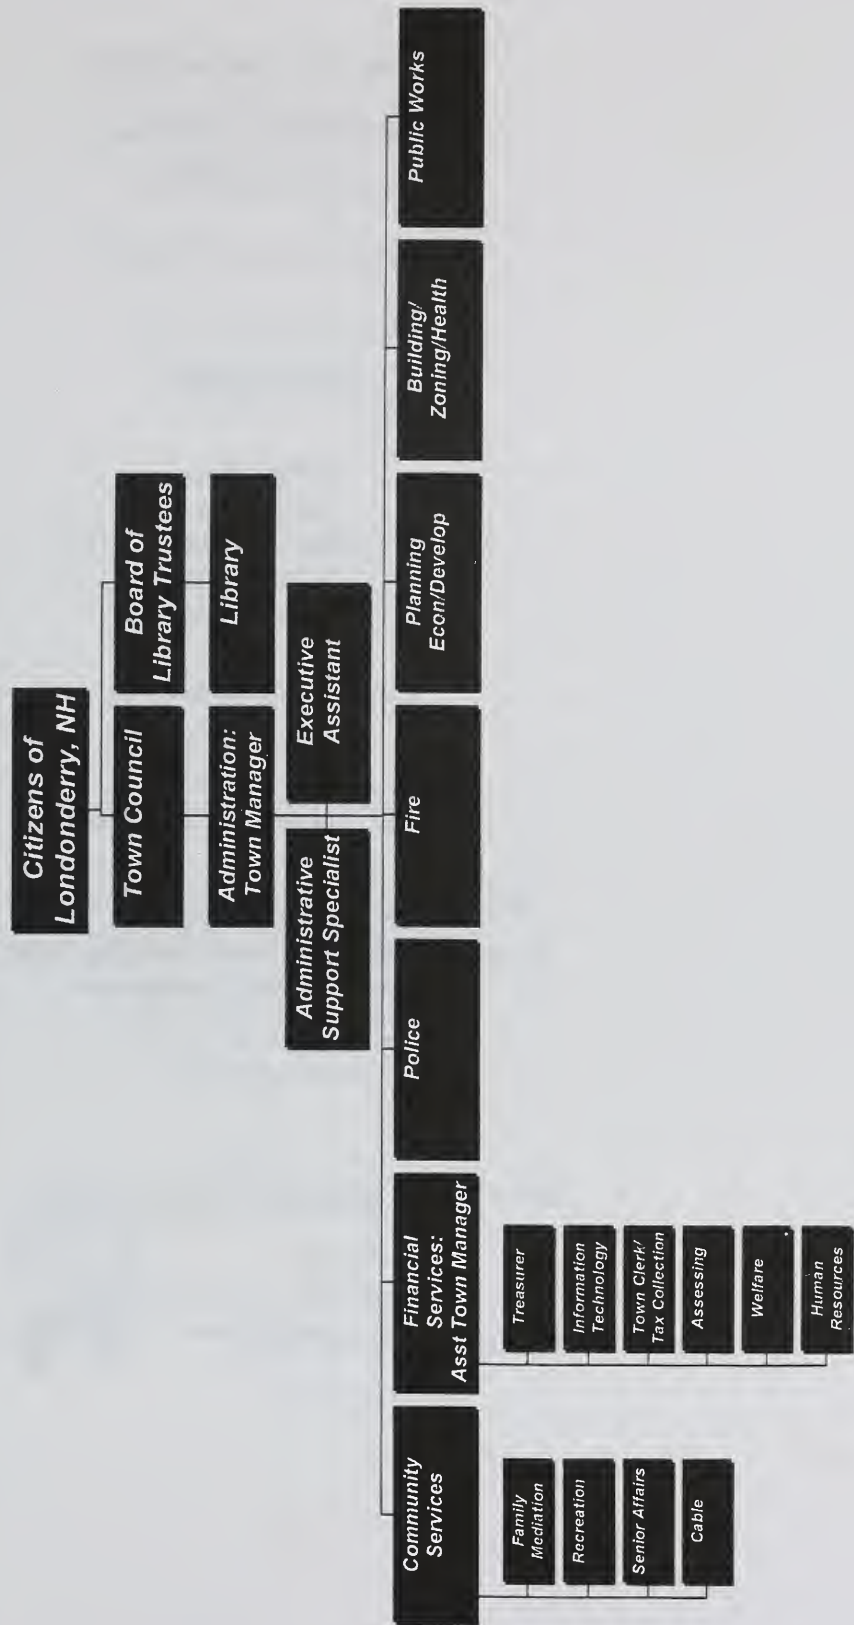 Citizens of
Londonderry, NH
Town Council
Board of
Library Trustees
Administration:
Town Manager
Library
Administrative
Support Specialist
Executive
Assistant
Community
Services
Financial
Services:
Asst Town Manager
Police
Fire
Planning
Econ/Develop
Building/
Zoning/Health
Public Works
Family
Mediation
Recreation
Senior Affairs
Cable
Treasurer
Information
Technology
Town Clerk/
Tax Collection
Assessing
Welfare
Human
Resources